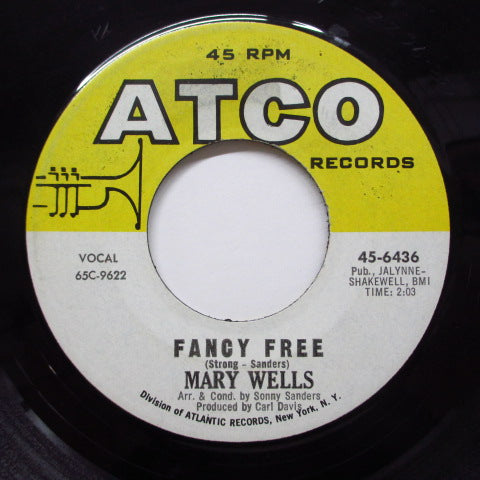 45 RPM
ATCO
RECORDS
VOCAL
65C-9622
45-6436
Pub., JALYNNE-
SHAKEWELL, BMI
TIME: 2:03
FANCY FREE
(Strong - Sanders)
MARY WELLS
Arr. & Cond. by Sonny Sanders
Produced by Carl Davis
Division of ATLANTIC RECORDS, New York, N. Y.